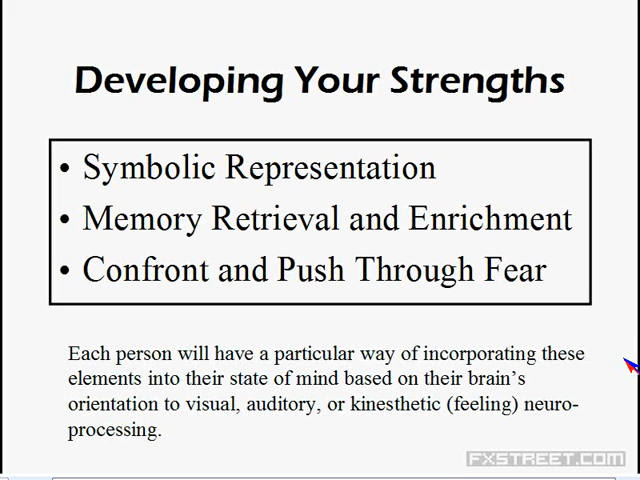 Developing Your Strengths
• Symbolic Representation
• Memory Retrieval and Enrichment
• Confront and Push Through Fear
Each person will have a particular way of incorporating these
elements into their state of mind based on their brain's
orientation to visual, auditory, or kinesthetic (feeling) neuro-
processing.
FXSTREET.COM